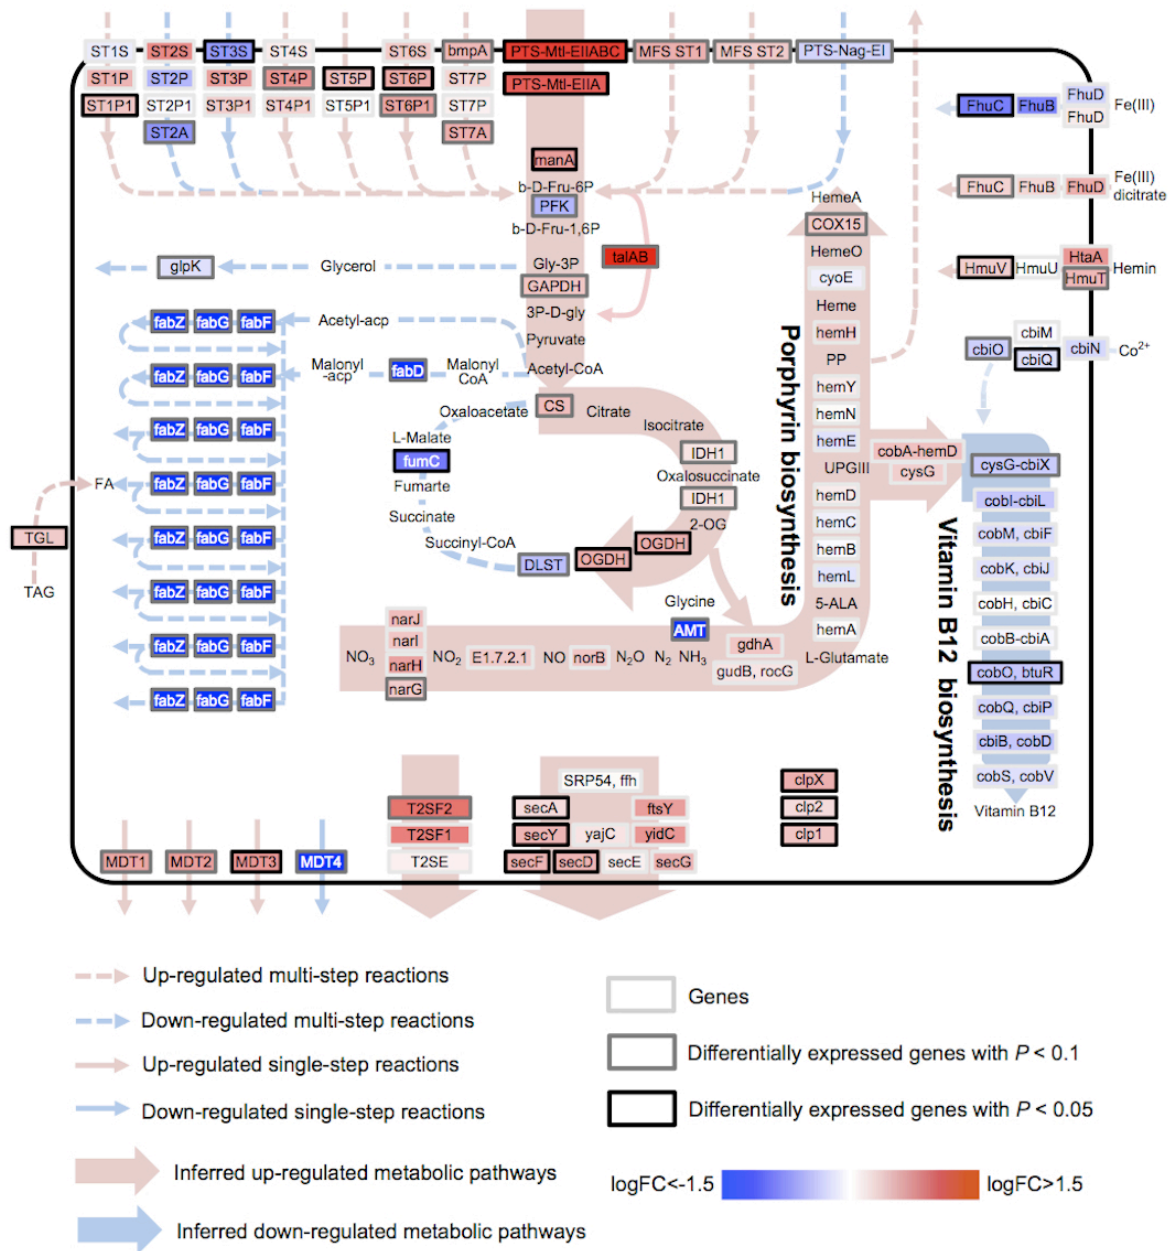 ST1S ST2S ST3S ST4S ST6S bmpA PTS-Mtl-EIIABC MFS ST1 MFS ST2 PTS-Nag-EI
ST1P ST2P ST3P ST4P ST5P ST6P ST7P PTS-Mtl-EIIA
ST1P1 ST2P1 ST3P1 ST4P1 ST5P1 ST6P1 ST7P
ST2A ST7A
FhuC FhuB FhuD Fe(III)
FhuD
manA
b-D-Fru-6P
PFK
b-D-Fru-1,6P
FhuC FhuB FhuD Fe(III)
dicitrate
HemeA
COX15
HemeO
cyoE
Heme
hemH
PP
hemY
hemN
hemE
UPGIII
hemD
hemC
hemB
hemL
5-ALA
hemA
L-Glutamate
Porphyrin biosynthesis
talAB
glpK Glycerol Gly-3P
GAPDH
3P-D-gly
Pyruvate
Acetyl-CoA
HmuV HmuU HtaA Hemin
HmuT
cbiM
cbiO cbiQ cbiN Co2+
fabZ fabG fabF Acetyl-acp
fabZ fabG fabF Malonyl
-acp fabD Malonyl
CoA
fabZ fabG fabF
FA fabZ fabG fabF
fabZ fabG fabF
fabZ fabG fabF
fabZ fabG fabF
fabZ fabG fabF
TGL
TAG
Oxaloacetate CS Citrate
Isocitrate
L-Malate
fumC
Fumarte
Succinate
Succinyl-CoA
DLST OGDH OGDH
IDH1
Oxalosuccinate
IDH1
2-OG
cobA-hemD
cysG
cysG-cbiX
cobI-cbiL
cobM, cbiF
cobK, cbiJ
cobH, cbiC
cobB-cbiA
cobO, btuR
cobQ, cbiP
cbiB, cobD
cobS, cobV
Vitamin B12
Vitamin B12 biosynthesis
Glycine
AMT
narJ
narI
narH
narG
NO3 NO2 E1.7.2.1 NO norB N2O N2 NH3
gdhA
gudB, rocG
SRP54, ffh
T2SF2 secA ftsY
T2SF1 secY yajC yidC
T2SE secF secD secE secG
clpX
clp2
clp1
MDT1 MDT2 MDT3 MDT4
Up-regulated multi-step reactions
Down-regulated multi-step reactions
Up-regulated single-step reactions
Down-regulated single-step reactions
Inferred up-regulated metabolic pathways
Inferred down-regulated metabolic pathways
Genes
Differentially expressed genes with P < 0.1
Differentially expressed genes with P < 0.05
logFC<-1.5 logFC>1.5